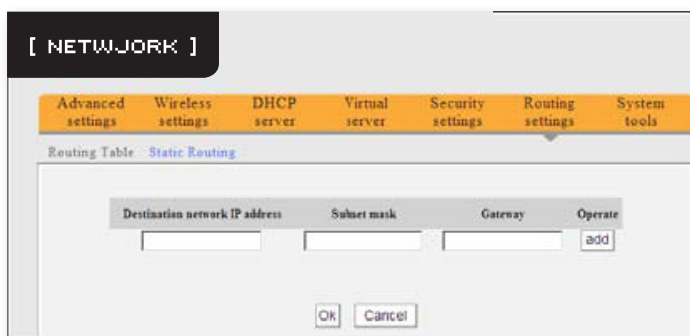 [ NETWJORK ]
Advanced settings Wireless settings DHCP server Virtual server Security settings Routing settings System tools
Routing Table Static Routing
Destination network IP address Subnet mask Gateway Operate
add
Ok Cancel